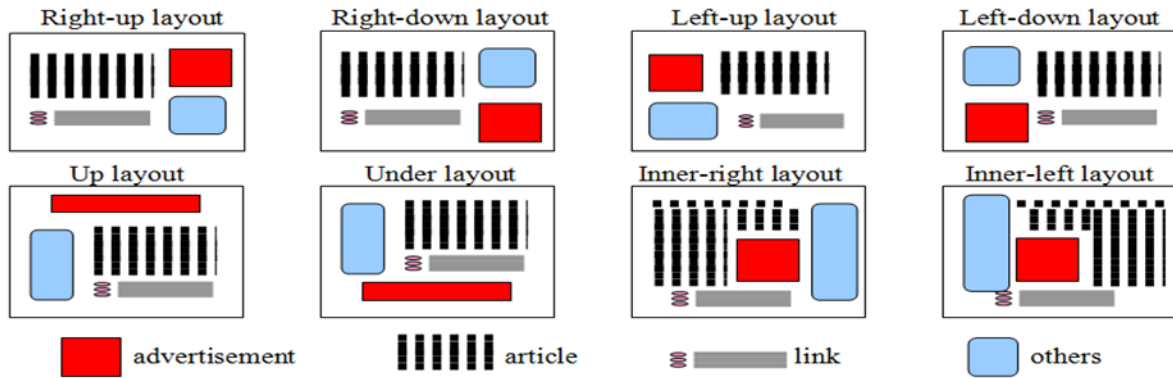 Right-up layout Right-down layout Left-up layout Left-down layout
Up layout Under layout Inner-right layout Inner-left layout
advertisement article link others